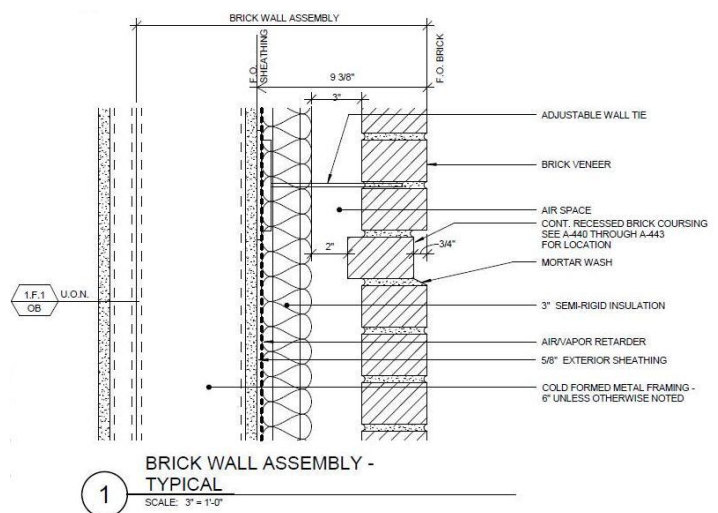 BRICK WALL ASSEMBLY
F.O.
SHEATHING
F.O. BRICK
9 3/8"
3"
ADJUSTABLE WALL TIE
BRICK VENEER
AIR SPACE
CONT. RECESSED BRICK COURSING
SEE A-440 THROUGH A-443
FOR LOCATION
2"
3/4"
MORTAR WASH
1.F.1
OB
U.O.N.
3" SEMI-RIGID INSULATION
AIR/VAPOR RETARDER
5/8" EXTERIOR SHEATHING
COLD FORMED METAL FRAMING -
6" UNLESS OTHERWISE NOTED
1
BRICK WALL ASSEMBLY -
TYPICAL
SCALE: 3" = 1'-0"